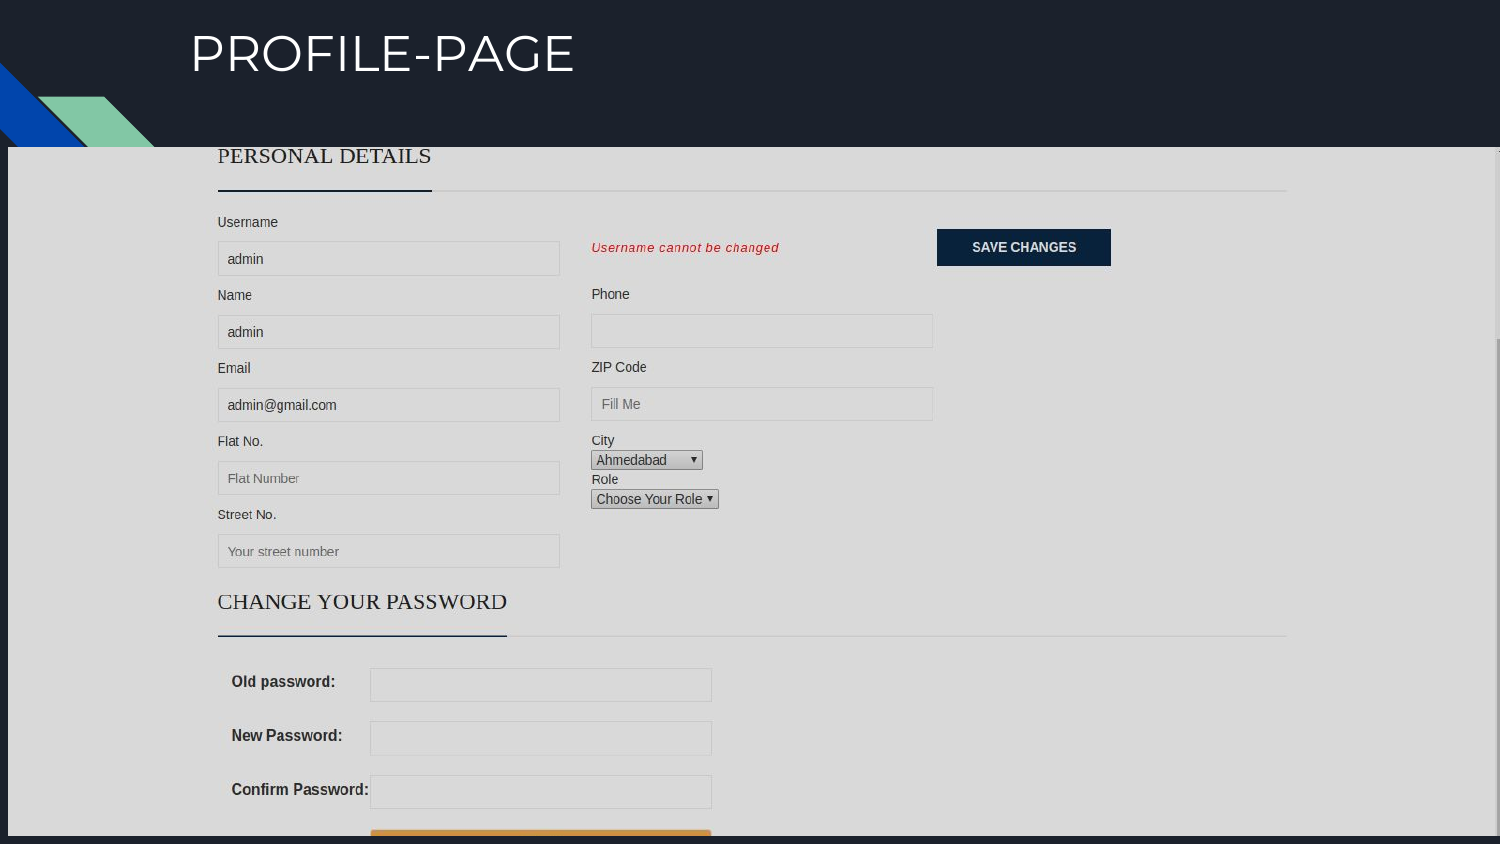 PROFILE-PAGE
PERSONAL DETAILS
Username
admin
Username cannot be changed
SAVE CHANGES
Name
admin
Phone
Email
admin@gmail.com
ZIP Code
Fill Me
Flat No.
Flat Number
City
Ahmedabad
Role
Choose Your Role
Street No.
Your street number
CHANGE YOUR PASSWORD
Old password:
New Password:
Confirm Password: